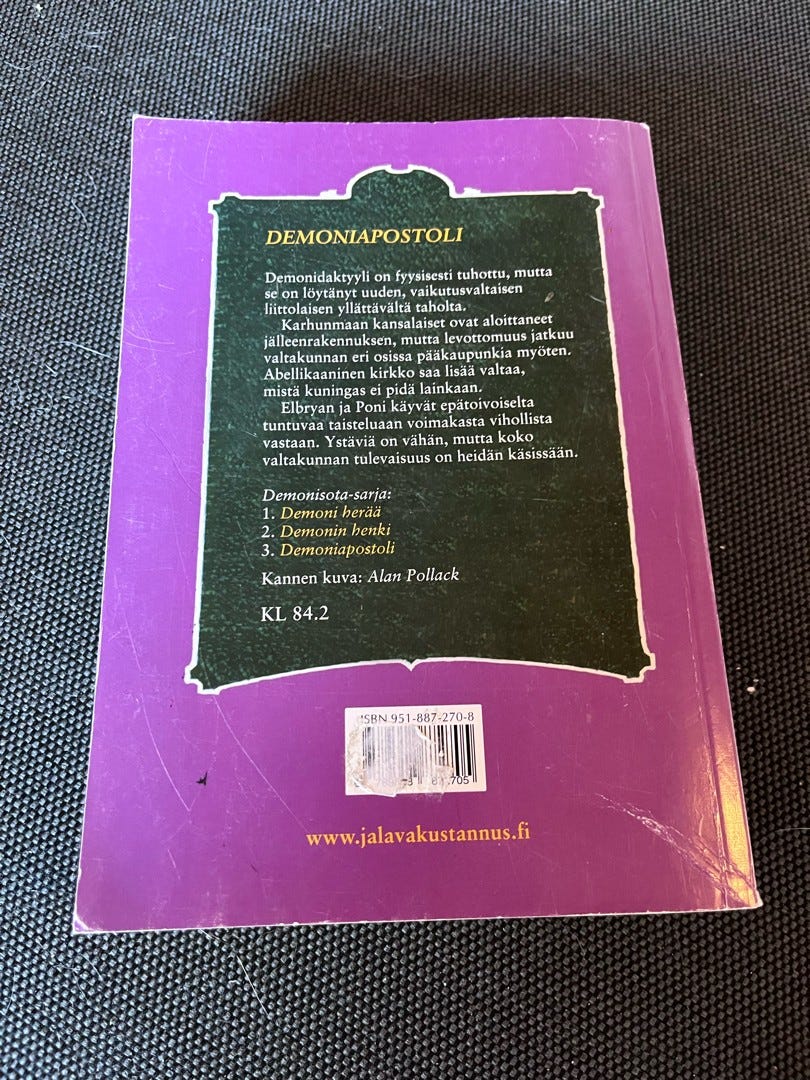 DEMONIAPOSTOLI
Demonidaktyyli on fyysisesti tuhottu, mutta
se on löytänyt uuden, vaikutusvaltaisen
liittolaisen yllättävältä taholta.
Karhunmaan kansalaiset ovat aloittaneet
jälleenrakennuksen, mutta levottomuus jatkuu
valtakunnan eri osissa pääkaupunkia myöten.
Abellikaaninen kirkko saa lisää valtaa,
mistä kuningas ei pidä lainkaan.
Elbryan ja Poni käyvät epätoivoiselta
tuntuvaa taisteluaan voimakasta vihollista
vastaan. Ystäviä on vähän, mutta koko
valtakunnan tulevaisuus on heidän käsissään.
Demonisota-sarja:
1. Demoni herää
2. Demonin henki
3. Demoniapostoli
Kannen kuva: Alan Pollack
KL 84.2
ISBN 951-887-270-8
www.jalavakustannus.fi